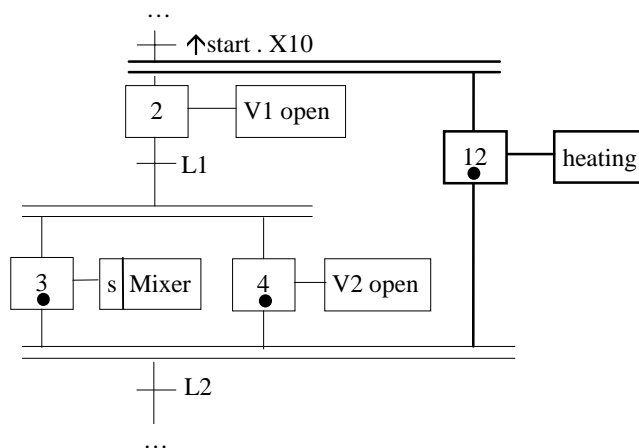 ...
↑start . X10
2
V1 open
12
heating
L1
3
s
Mixer
4
V2 open
L2
...